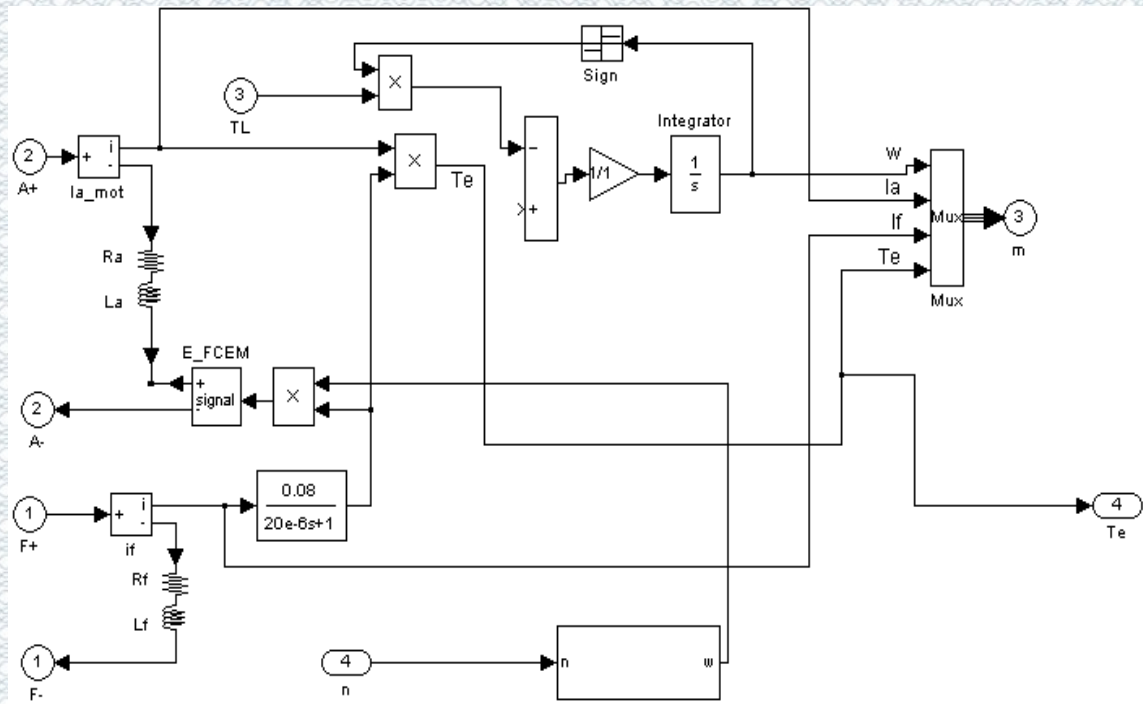 Sign
×
3
TL
2
A+
+
i
-
Ia_mot
×
Te
-
+
1/1
Integrator
1
s
w
Ia
If
Te
Mux
Mux
3
m
Ra
La
E_FCEM
+
signal
-
×
2
A-
1
F+
+
i
-
if
0.08
20e-6s+1
Rf
Lf
1
F-
4
Te
4
n
n
w